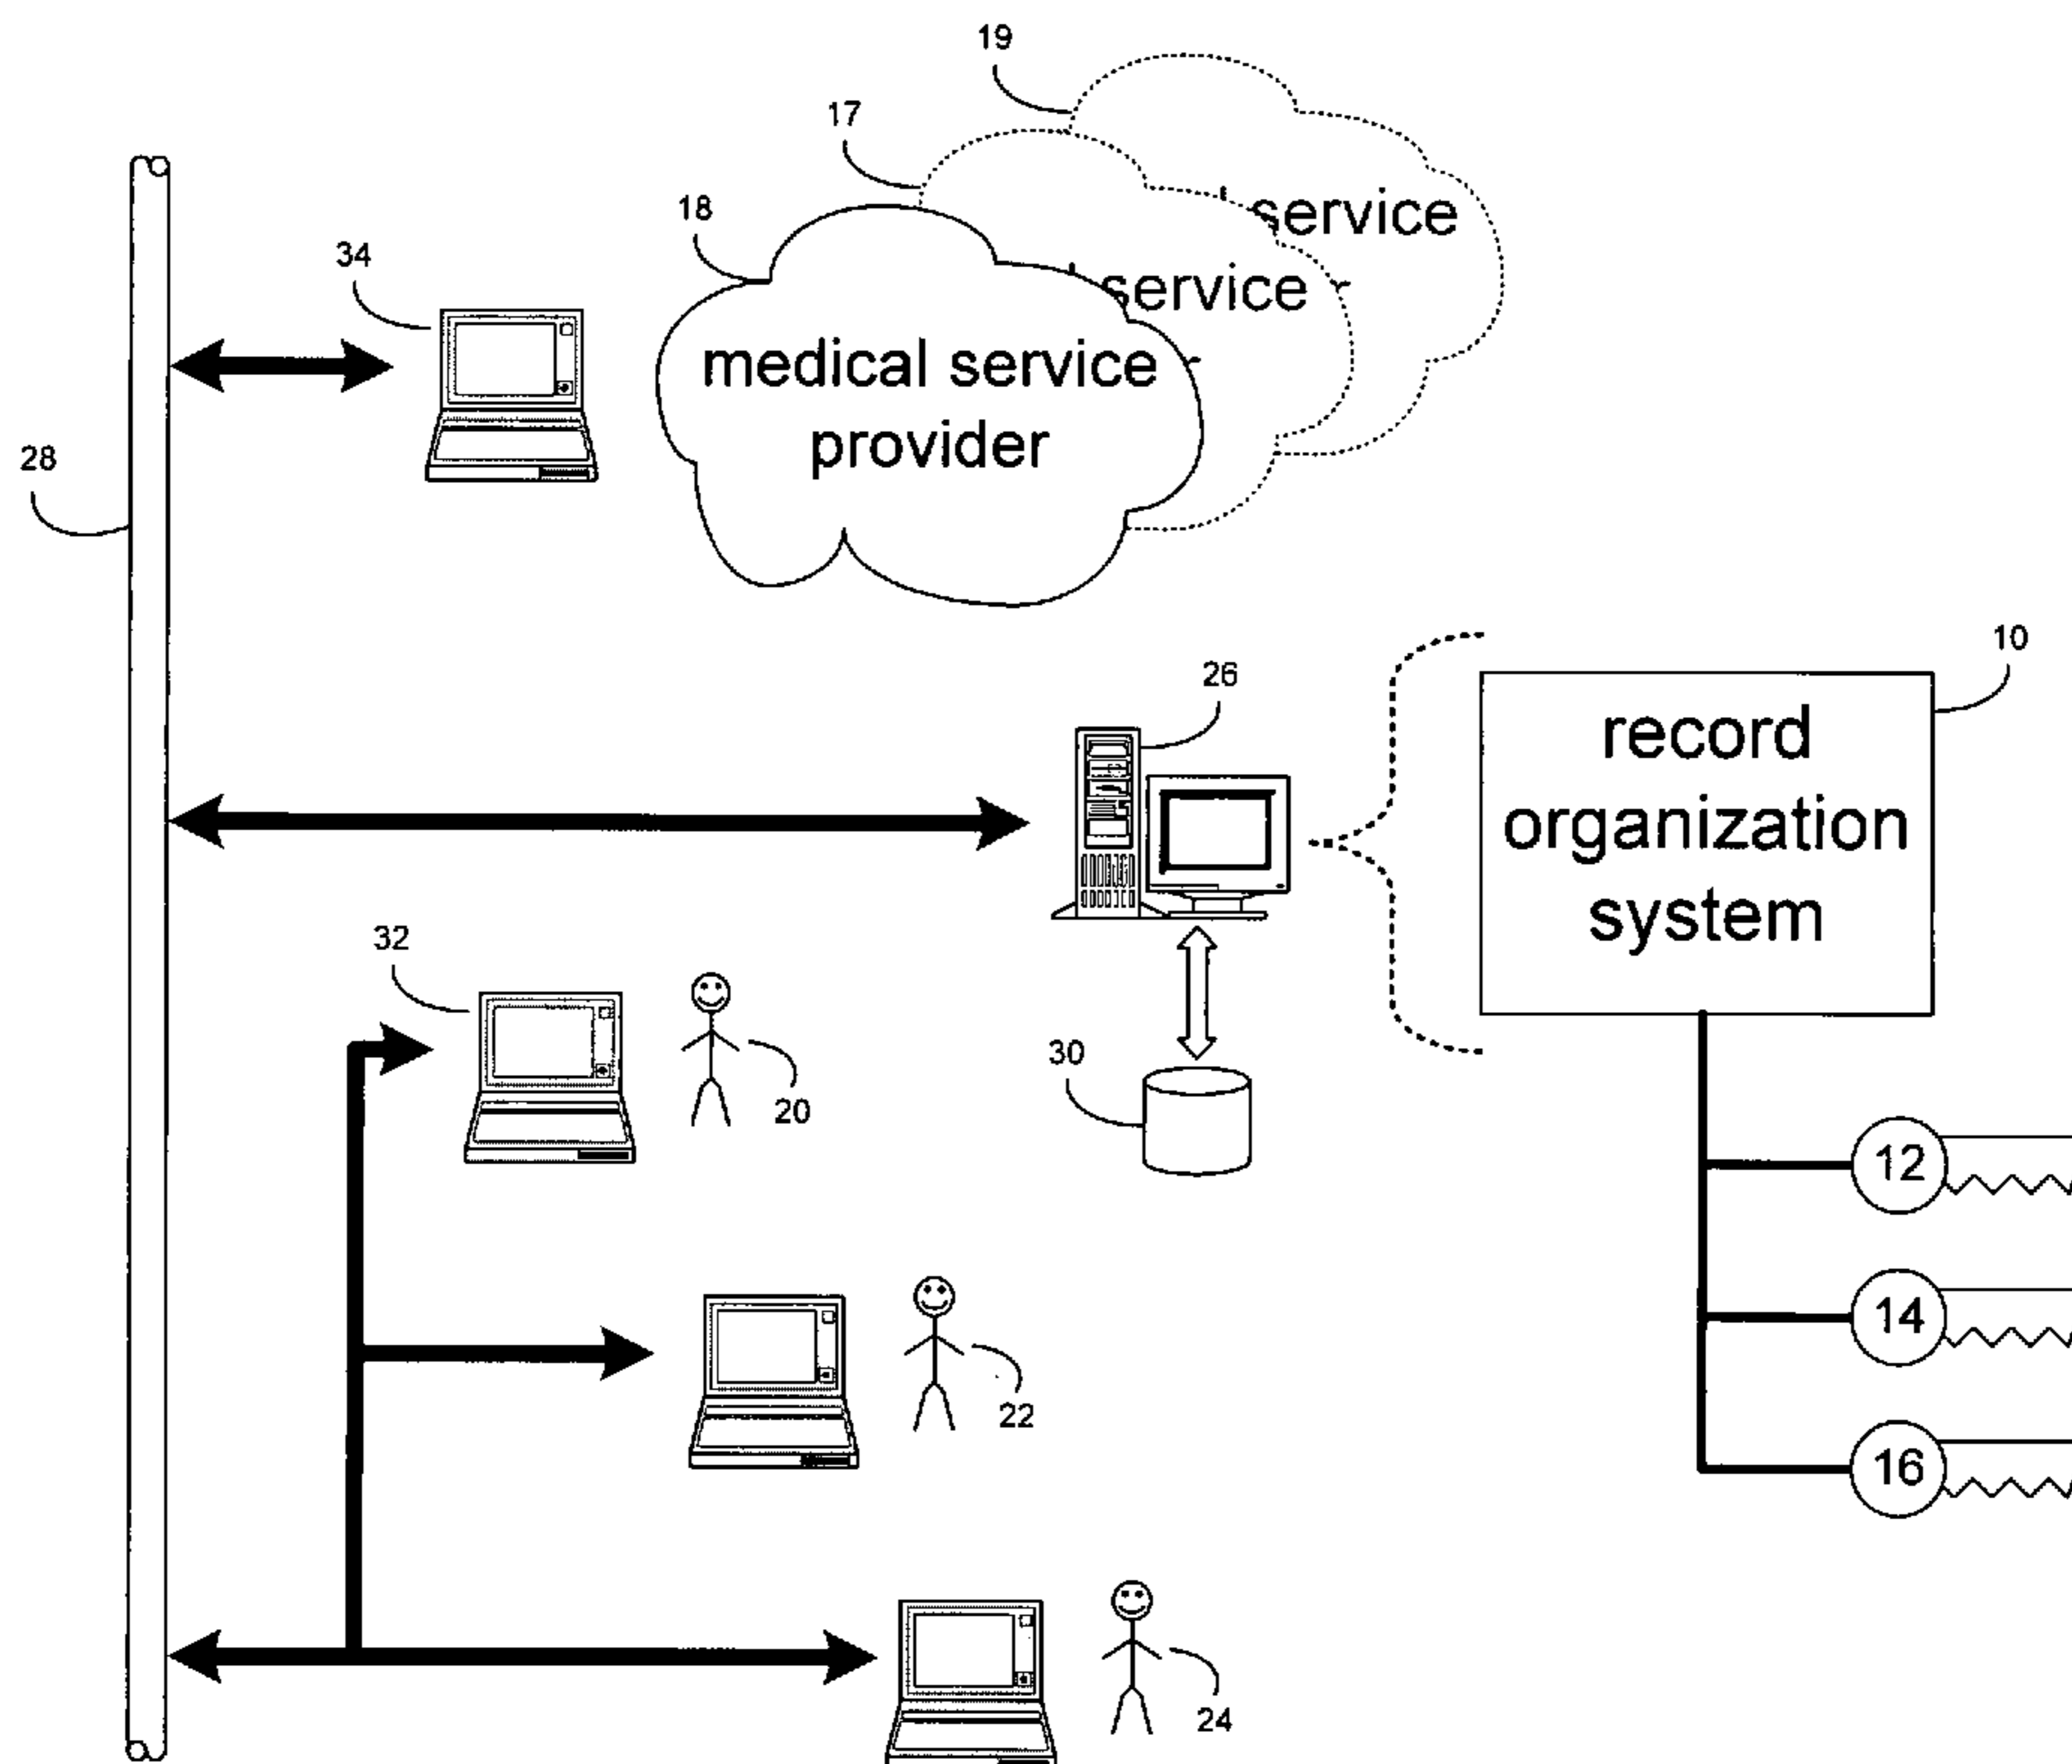 19
17
service
18
service
34
medical service
provider
28
10
26
record
organization
system
32
30
20
12
14
22
16
24